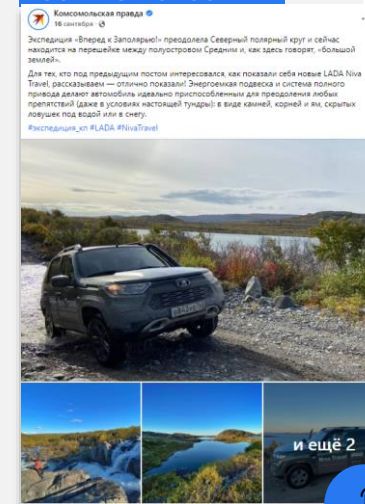 Комсомольская правда
16 сентября
Экспедиция «Вперед к Заполярью!» преодолела Северный полярный круг и сейчас
находится на перешейке между полуостровом Средним и, как здесь говорят, «большой
землей».
Для тех, кто под предыдущим постом интересовался, как показали себя новые LADA Niva
Travel, рассказываем — отлично показали! Энергоемкая подвеска и система полного
привода делают автомобиль идеально приспособленным для преодоления любых
препятствий (даже в условиях настоящей тундры): в виде камней, корней и ям, скрытых
ловушек под водой или в снегу.
#экспедиция_кп #LADA #NivaTravel
и ещё 2